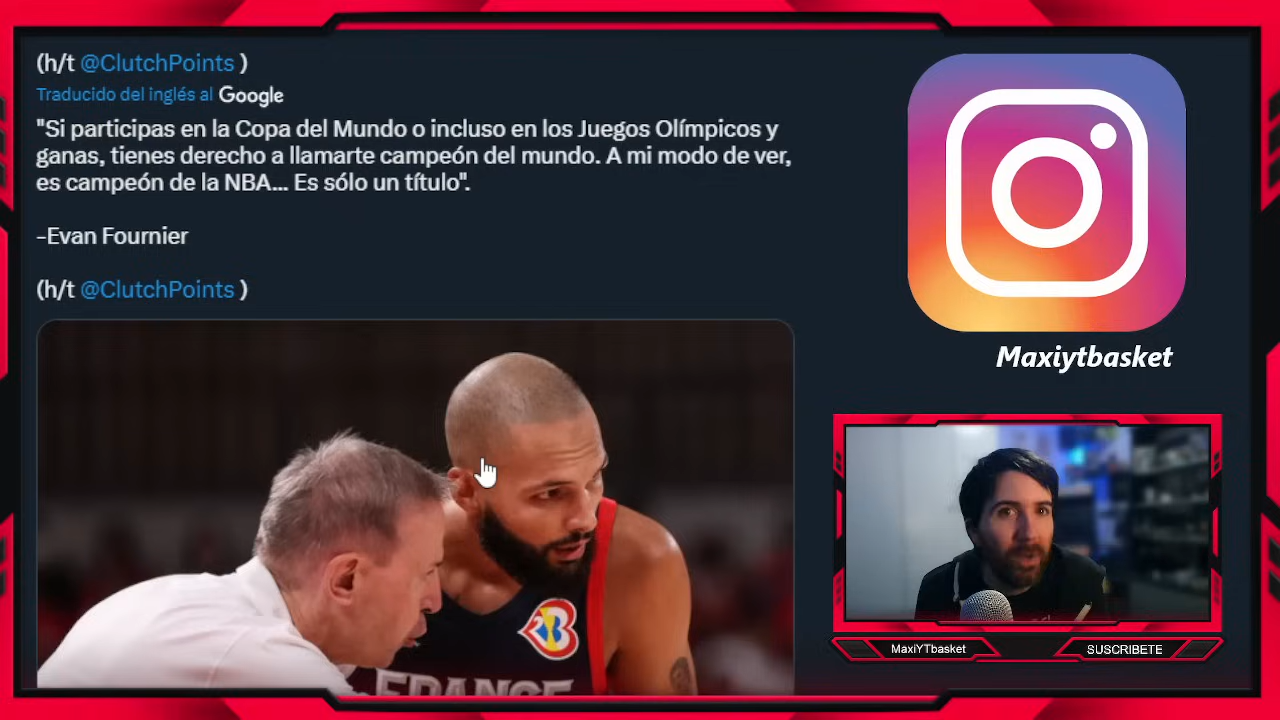 (h/t @ClutchPoints )
Traducido del inglés al Google
"Si participas en la Copa del Mundo o incluso en los Juegos Olímpicos y
ganas, tienes derecho a llamarte campeón del mundo. A mi modo de ver,
es campeón de la NBA... Es sólo un título".
-Evan Fournier
(h/t @ClutchPoints )
Maxiytbasket
FRANCE
MaxiYTbasket
SUSCRIBETE